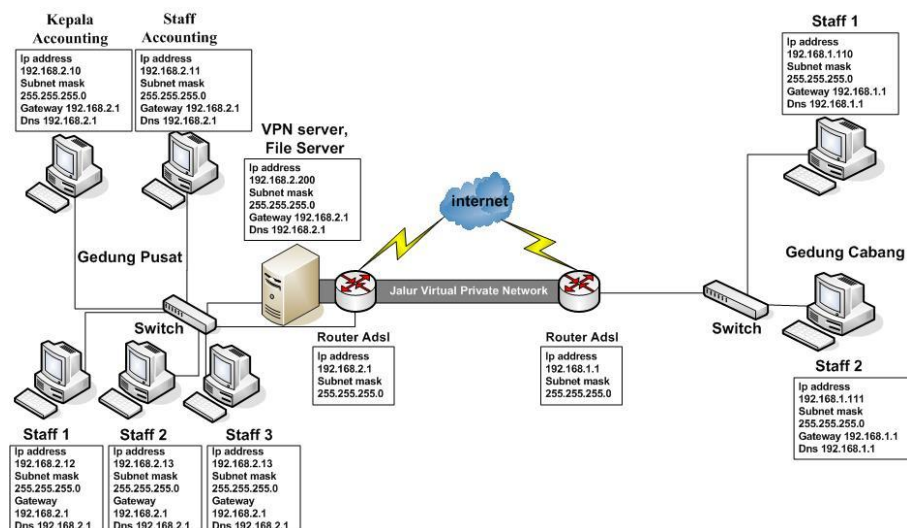 Kepala
Accounting
Ip address
192.168.2.10
Subnet mask
255.255.255.0
Gateway 192.168.2.1
Dns 192.168.2.1
Staff
Accounting
Ip address
192.168.2.11
Subnet mask
255.255.255.0
Gateway 192.168.2.1
Dns 192.168.2.1
VPN server,
File Server
Ip address
192.168.2.200
Subnet mask
255.255.255.0
Gateway 192.168.2.1
Dns 192.168.2.1
internet
Staff 1
Ip address
192.168.1.110
Subnet mask
255.255.255.0
Gateway 192.168.1.1
Dns 192.168.1.1
Gedung Pusat
Switch
Jalur Virtual Private Network
Router Adsl
Ip address
192.168.2.1
Subnet mask
255.255.255.0
Router Adsl
Ip address
192.168.1.1
Subnet mask
255.255.255.0
Switch
Gedung Cabang
Staff 2
Ip address
192.168.1.111
Subnet mask
255.255.255.0
Gateway 192.168.1.1
Dns 192.168.1.1
Staff 1
Ip address
192.168.2.12
Subnet mask
255.255.255.0
Gateway
192.168.2.1
Dns 192.168.2.1
Staff 2
Ip address
192.168.2.13
Subnet mask
255.255.255.0
Gateway
192.168.2.1
Dns 192.168.2.1
Staff 3
Ip address
192.168.2.13
Subnet mask
255.255.255.0
Gateway
192.168.2.1
Dns 192.168.2.1